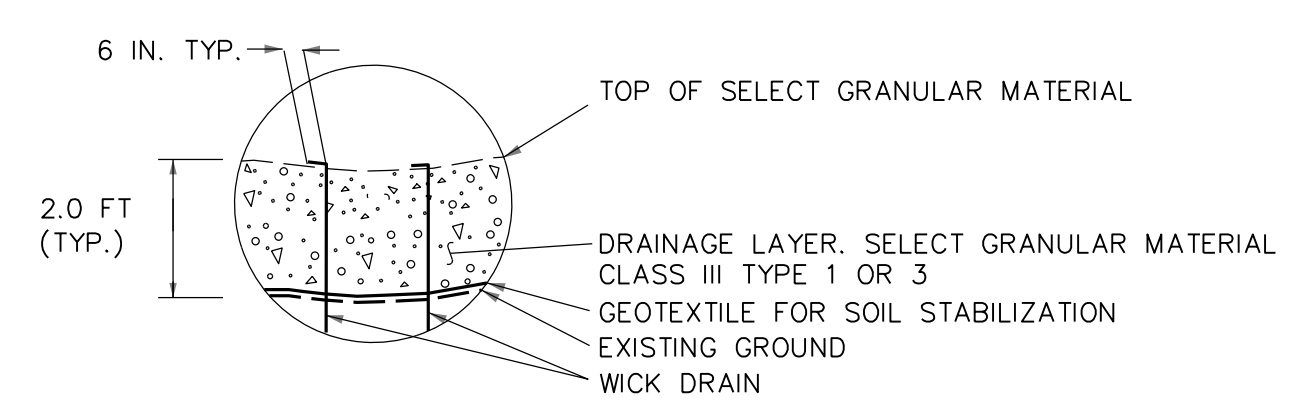 6 IN. TYP.
TOP OF SELECT GRANULAR MATERIAL
2.0 FT
(TYP.)
DRAINAGE LAYER. SELECT GRANULAR MATERIAL
CLASS III TYPE 1 OR 3
GEOTEXTILE FOR SOIL STABILIZATION
EXISTING GROUND
WICK DRAIN